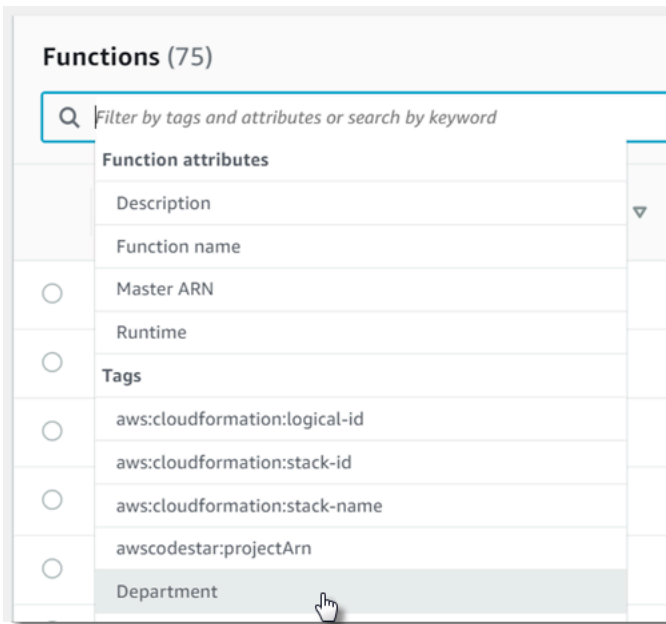 Functions (75)
Filter by tags and attributes or search by keyword
Function attributes
Description
Function name
Master ARN
Runtime
Tags
aws:cloudformation:logical-id
aws:cloudformation:stack-id
aws:cloudformation:stack-name
awscodestar:projectArn
Department